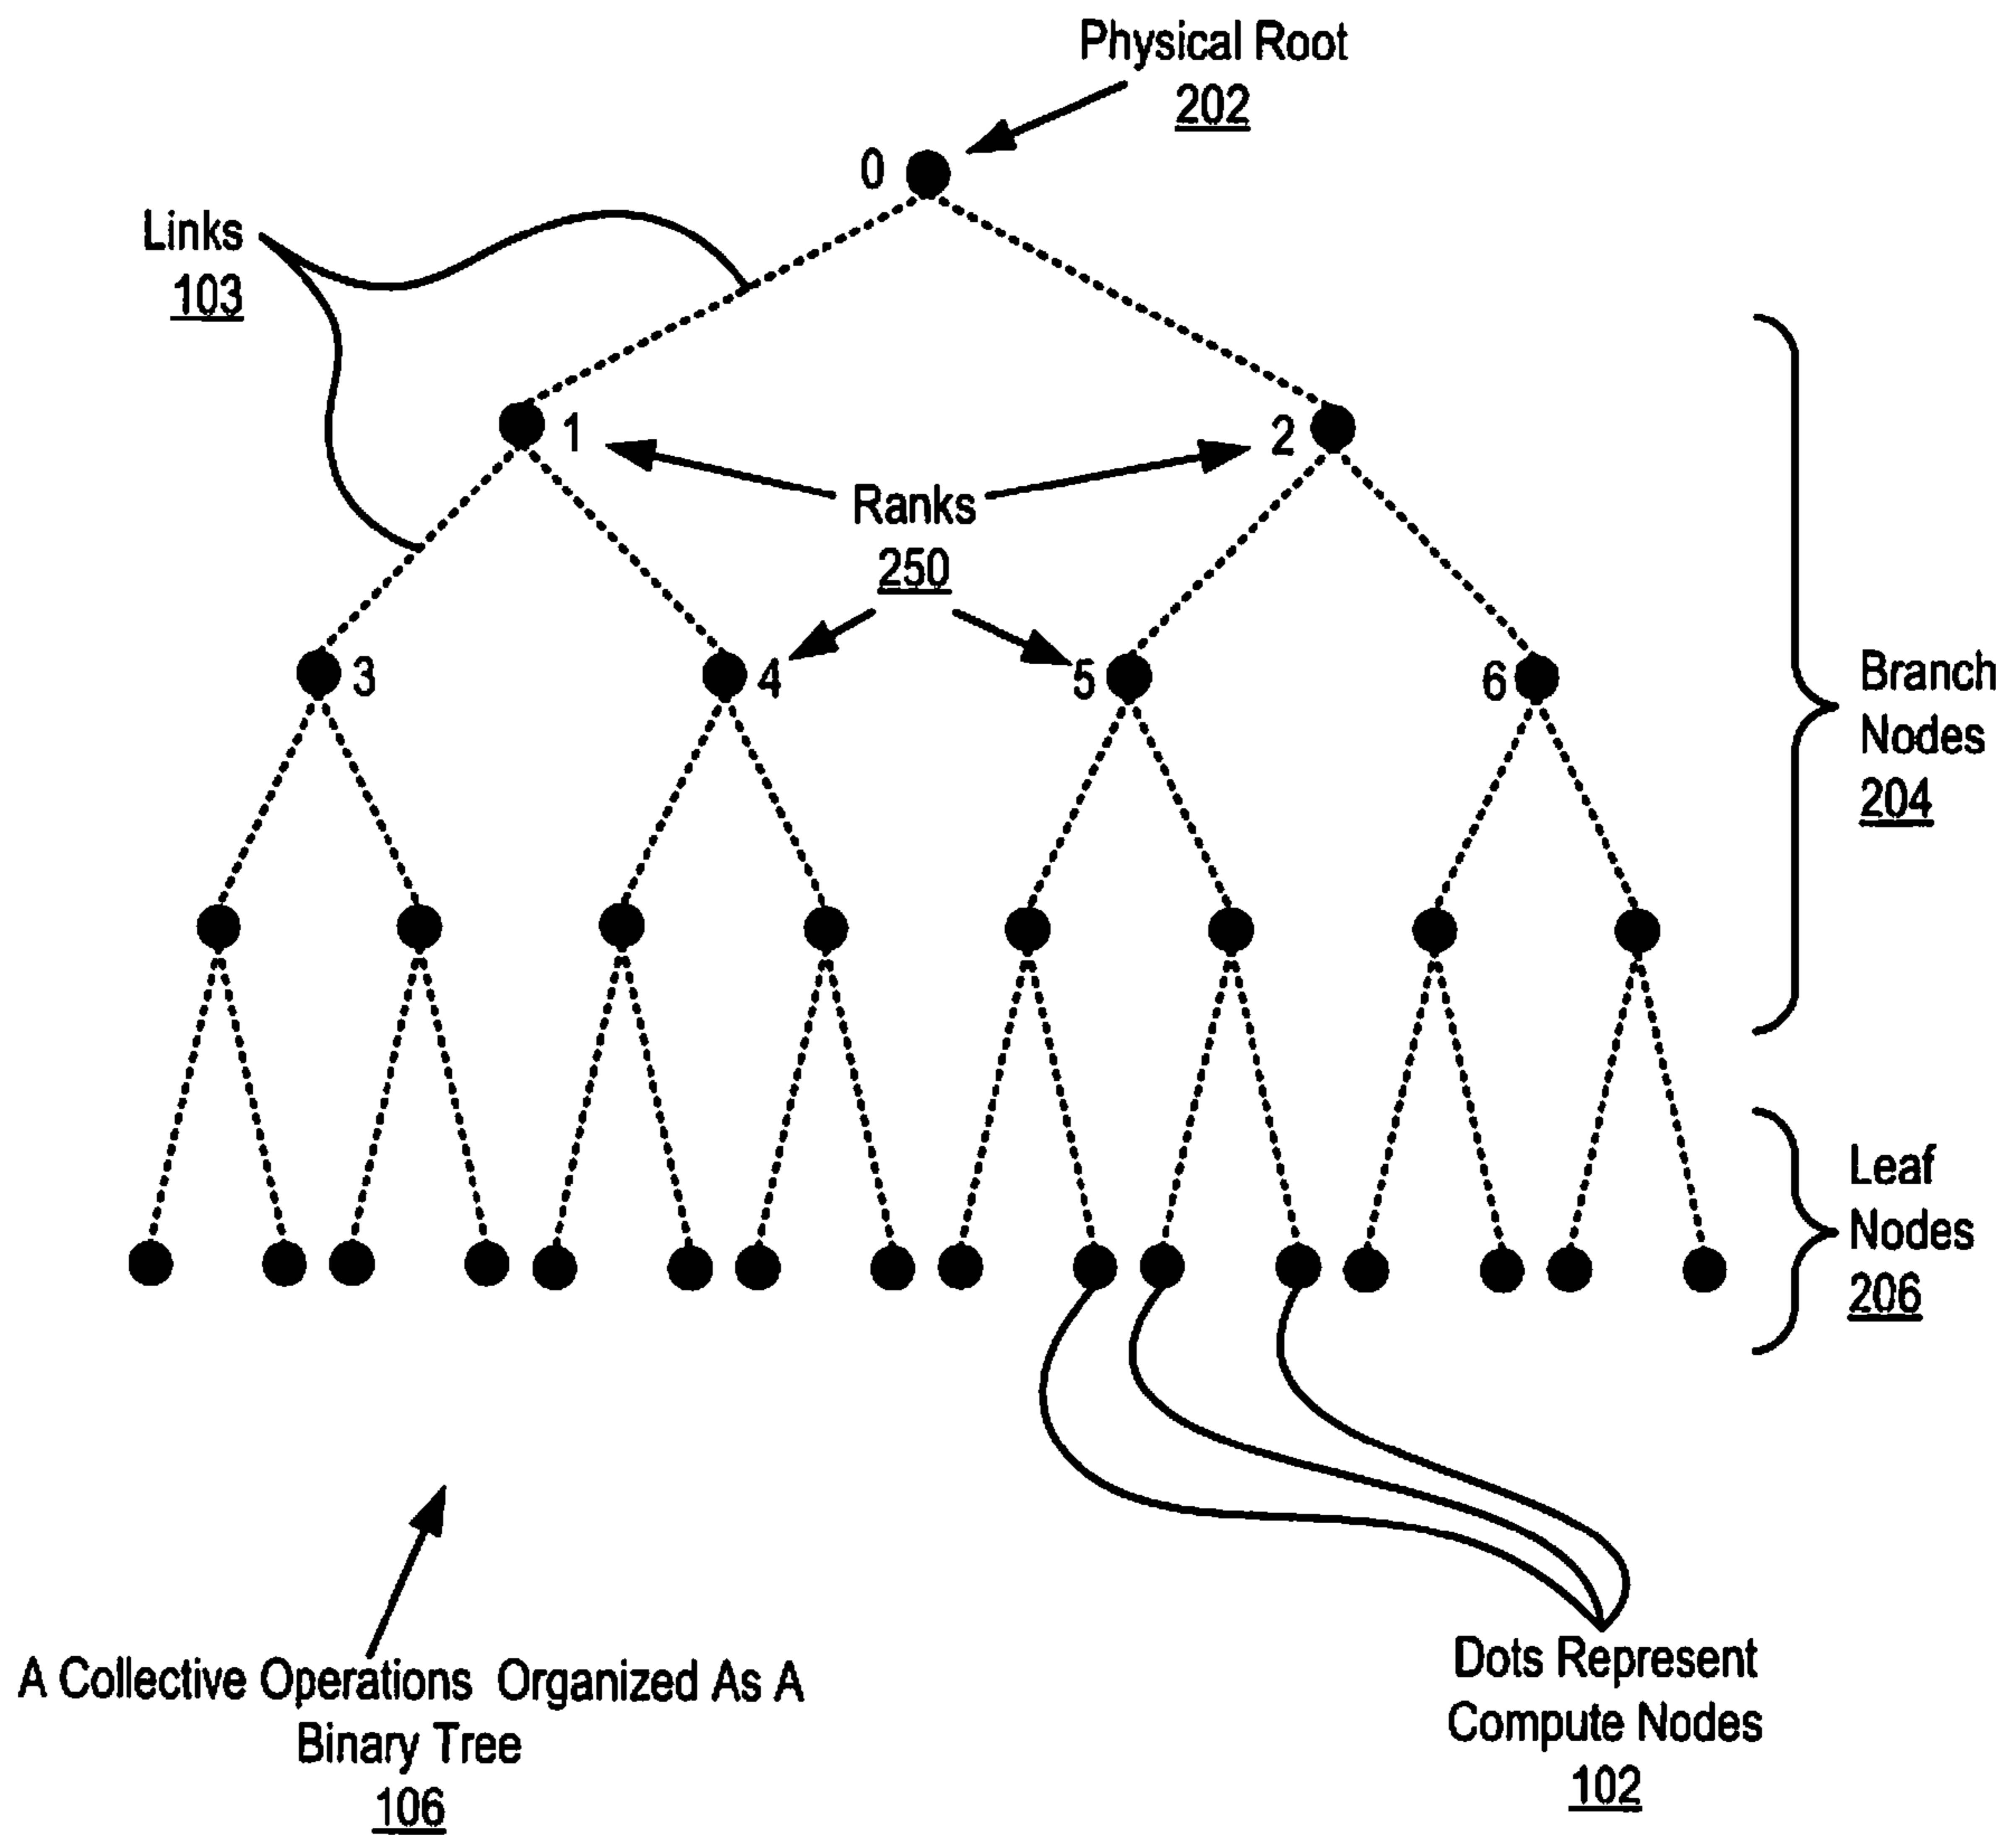 Physical Root
202
0
Links
103
1
2
Ranks
250
3
4
5
6
Branch
Nodes
204
Leaf
Nodes
206
A Collective Operations Organized As A
Binary Tree
106
Dots Represent
Compute Nodes
102